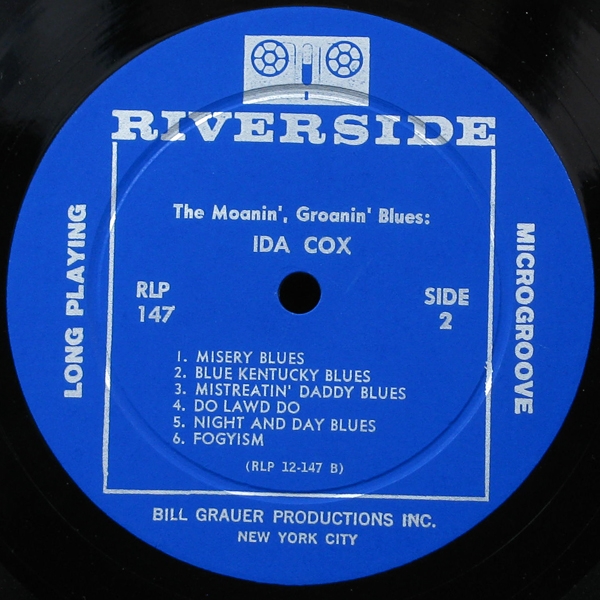 RIVERSIDE
The Moanin', Groanin' Blues:
IDA COX
LONG PLAYING
MICROGROOVE
RLP
147
SIDE
2
1. MISERY BLUES
2. BLUE KENTUCKY BLUES
3. MISTREATIN' DADDY BLUES
4. DO LAWD DO
5. NIGHT AND DAY BLUES
6. FOGYISM
(RLP 12-147 B)
BILL GRAUER PRODUCTIONS INC.
NEW YORK CITY